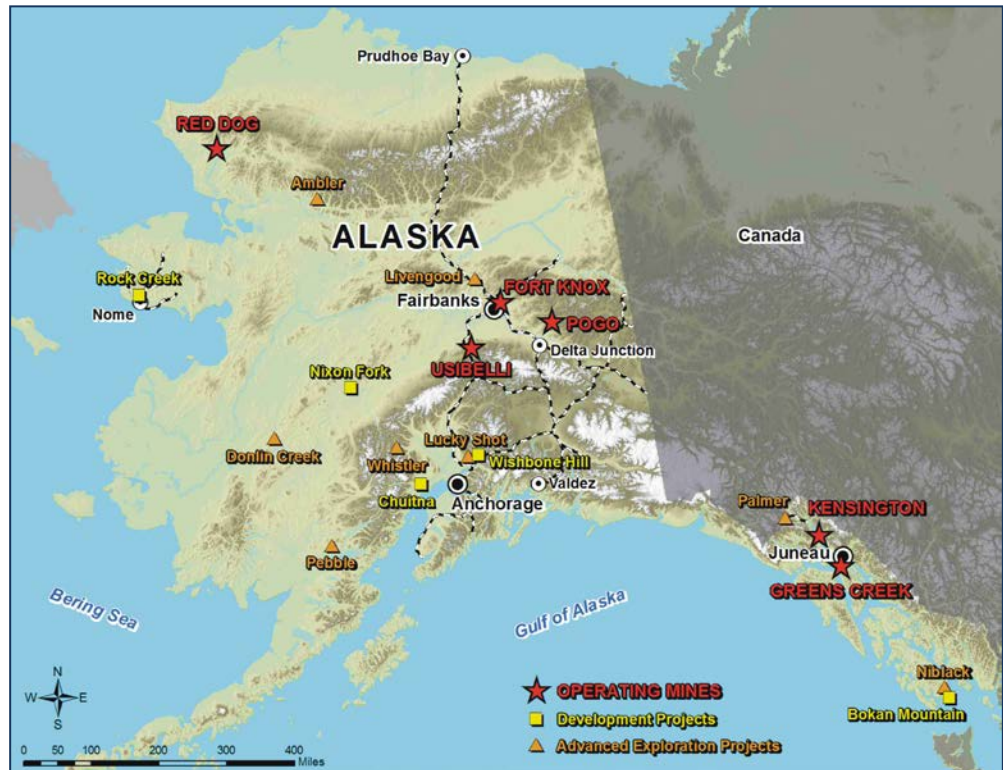 Prudhoe Bay
RED DOG
Ambler
ALASKA
Canada
Rock Creek
Nome
Livengood
FORT KNOX
Fairbanks
POGO
Delta Junction
USIBELLI
Nixon Fork
Donlin Creek
Lucky Shot
Whistler
Wishbone Hill
Chuitna
Anchorage
Valdez
Palmer
KENSINGTON
Juneau
GREENS CREEK
Pebble
Bering Sea
Gulf of Alaska
Niblack
Bokan Mountain
N
W E
S
OPERATING MINES
Development Projects
Advanced Exploration Projects
0 50 100 200 300 400
Miles